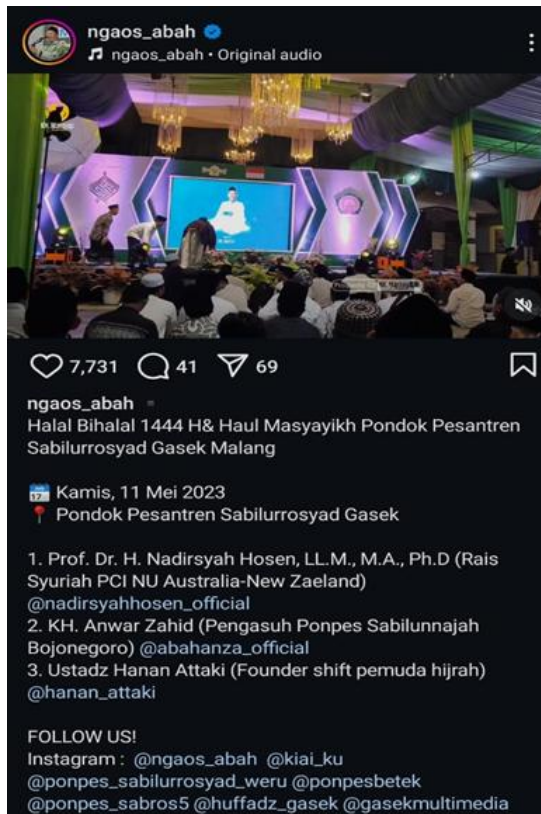 ngaos_abah
ngaos_abah • Original audio
7,731 41 69
ngaos_abah
Halal Bihalal 1444 H& Haul Masyayikh Pondok Pesantren
Sabilurrosyad Gasek Malang
Kamis, 11 Mei 2023
Pondok Pesantren Sabilurrosyad Gasek
1. Prof. Dr. H. Nadirsyah Hosen, LL.M., M.A., Ph.D (Rais
Syuriah PCI NU Australia-New Zaeland)
@nadirsyahhosen_official
2. KH. Anwar Zahid (Pengasuh Ponpes Sabilunnajah
Bojonegoro) @abahanza_official
3. Ustadz Hanan Attaki (Founder shift pemuda hijrah)
@hanan_attaki
FOLLOW US!
Instagram : @ngaos_abah @kiai_ku
@ponpes_sabilurrosyad_weru @ponpesbetek
@ponpes_sabros5 @huffadz_gasek @gasekmultimedia